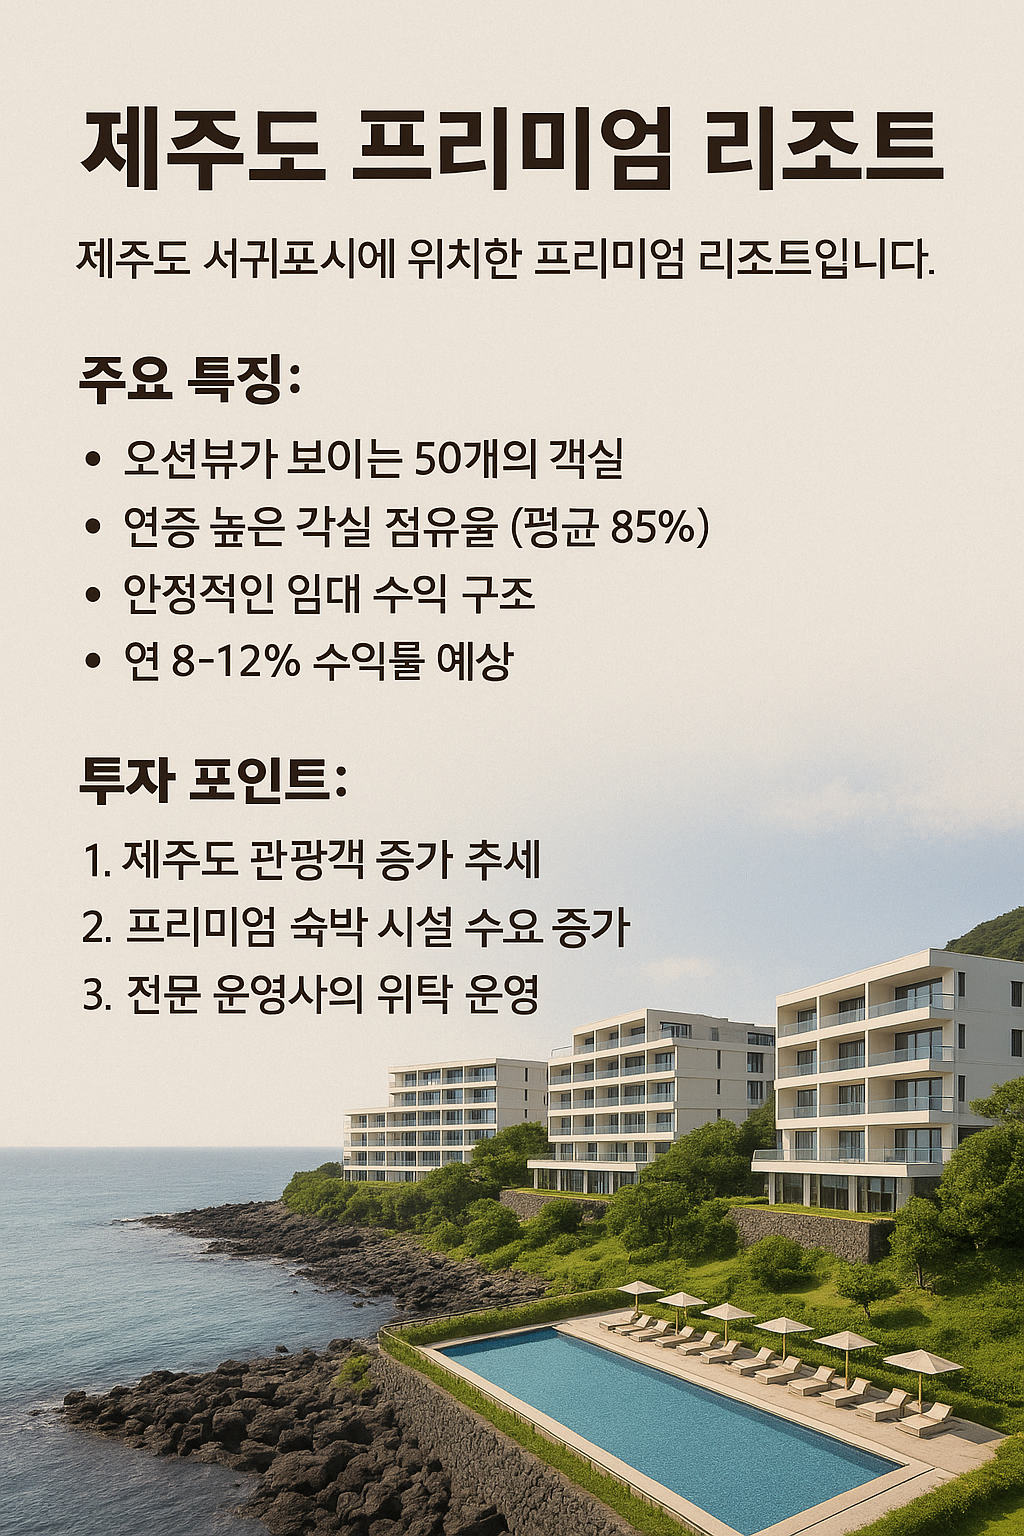 제주도 프리미엄 리조트
제주도 서귀포시에 위치한 프리미엄 리조트입니다.
주요 특징:
• 오션뷰가 보이는 50개의 객실
• 연증 높은 각실 점유율 (평균 85%)
• 안정적인 임대 수익 구조
• 연 8-12% 수익률 예상
투자 포인트:
1. 제주도 관광객 증가 추세
2. 프리미엄 숙박 시설 수요 증가
3. 전문 운영사의 위탁 운영